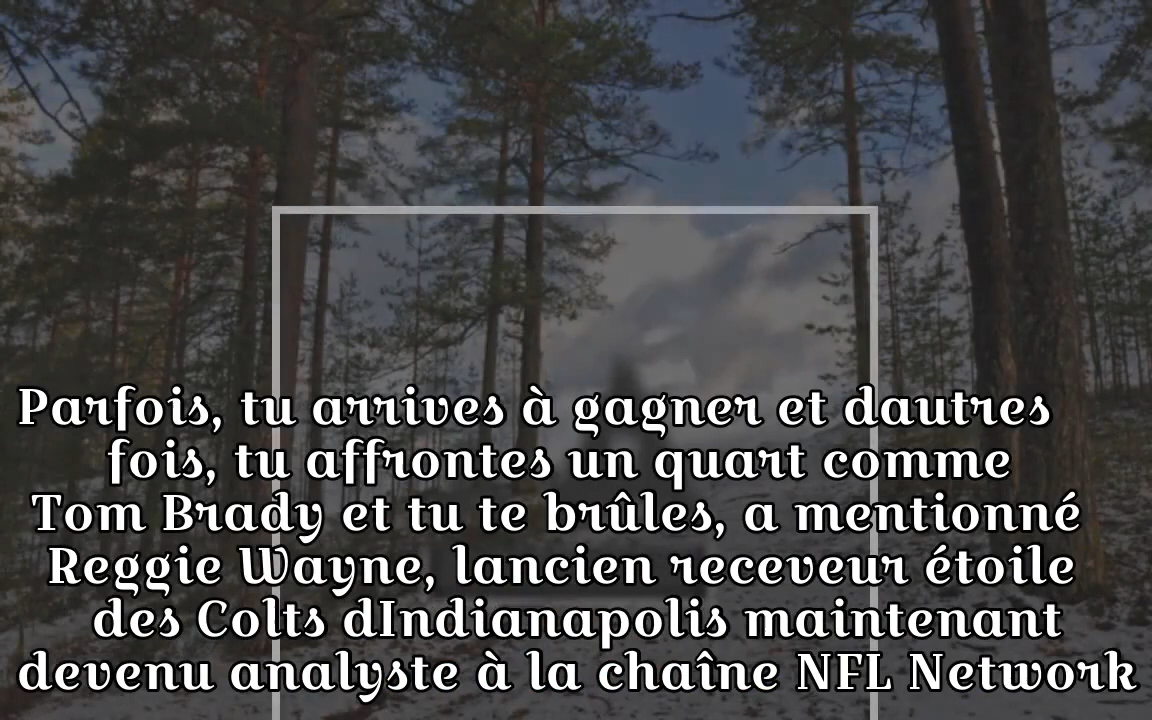 Parfois, tu arrives à gagner et dautres
fois, tu affrontes un quart comme
Tom Brady et tu te brûles, a mentionné
Reggie Wayne, lancien receveur étoile
des Colts dIndianapolis maintenant
devenu analyste à la chaîne NFL Network